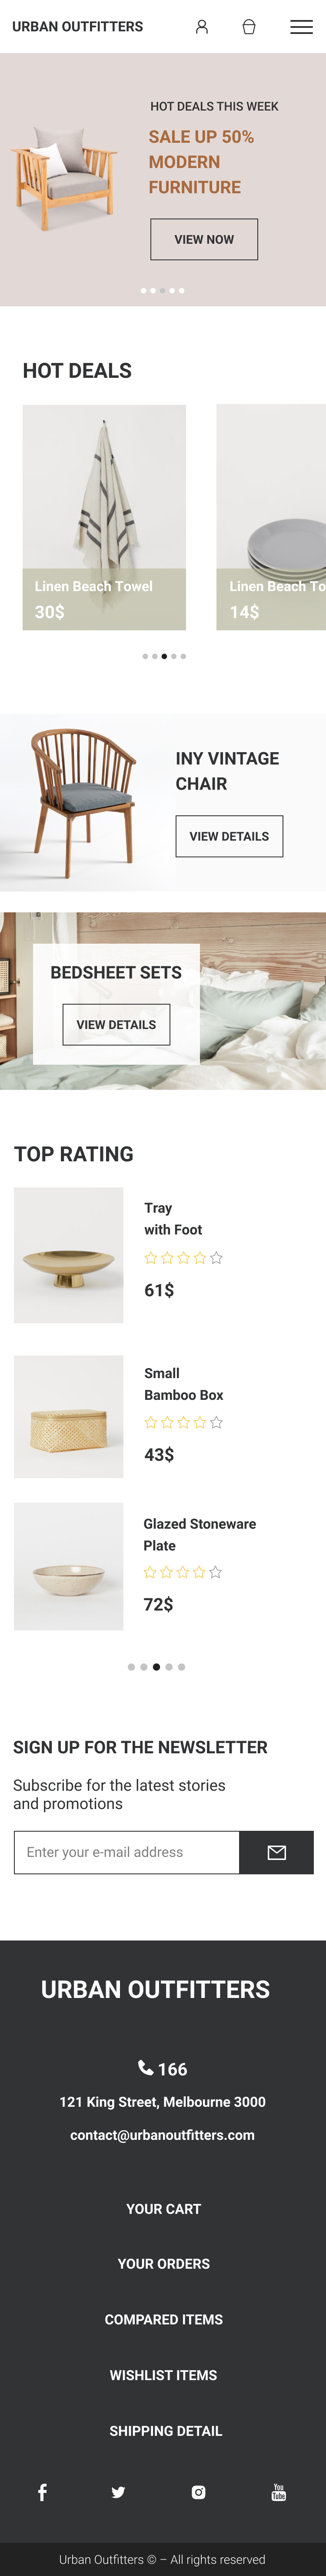 URBAN OUTFITTERS
HOT DEALS THIS WEEK
SALE UP 50%
MODERN
FURNITURE
VIEW NOW
HOT DEALS
Linen Beach Towel
30$
Linen Beach To
14$
INY VINTAGE
CHAIR
VIEW DETAILS
BEDSHEET SETS
VIEW DETAILS
TOP RATING
Tray
with Foot
61$
Small
Bamboo Box
43$
Glazed Stoneware
Plate
72$
SIGN UP FOR THE NEWSLETTER
Subscribe for the latest stories
and promotions
Enter your e-mail address
URBAN OUTFITTERS
166
121 King Street, Melbourne 3000
contact@urbanoutfitters.com
YOUR CART
YOUR ORDERS
COMPARED ITEMS
WISHLIST ITEMS
SHIPPING DETAIL
You
Tube
Urban Outfitters © – All rights reserved